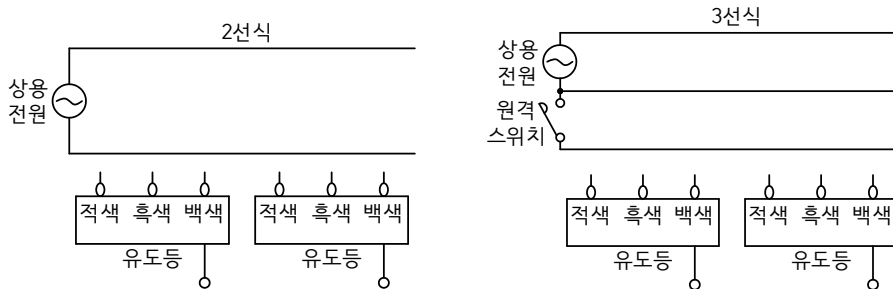 2선식
상용
전원
적색 흑색 백색
유도등
적색 흑색 백색
유도등
3선식
상용
전원
원격
스위치
적색 흑색 백색
유도등
적색 흑색 백색
유도등